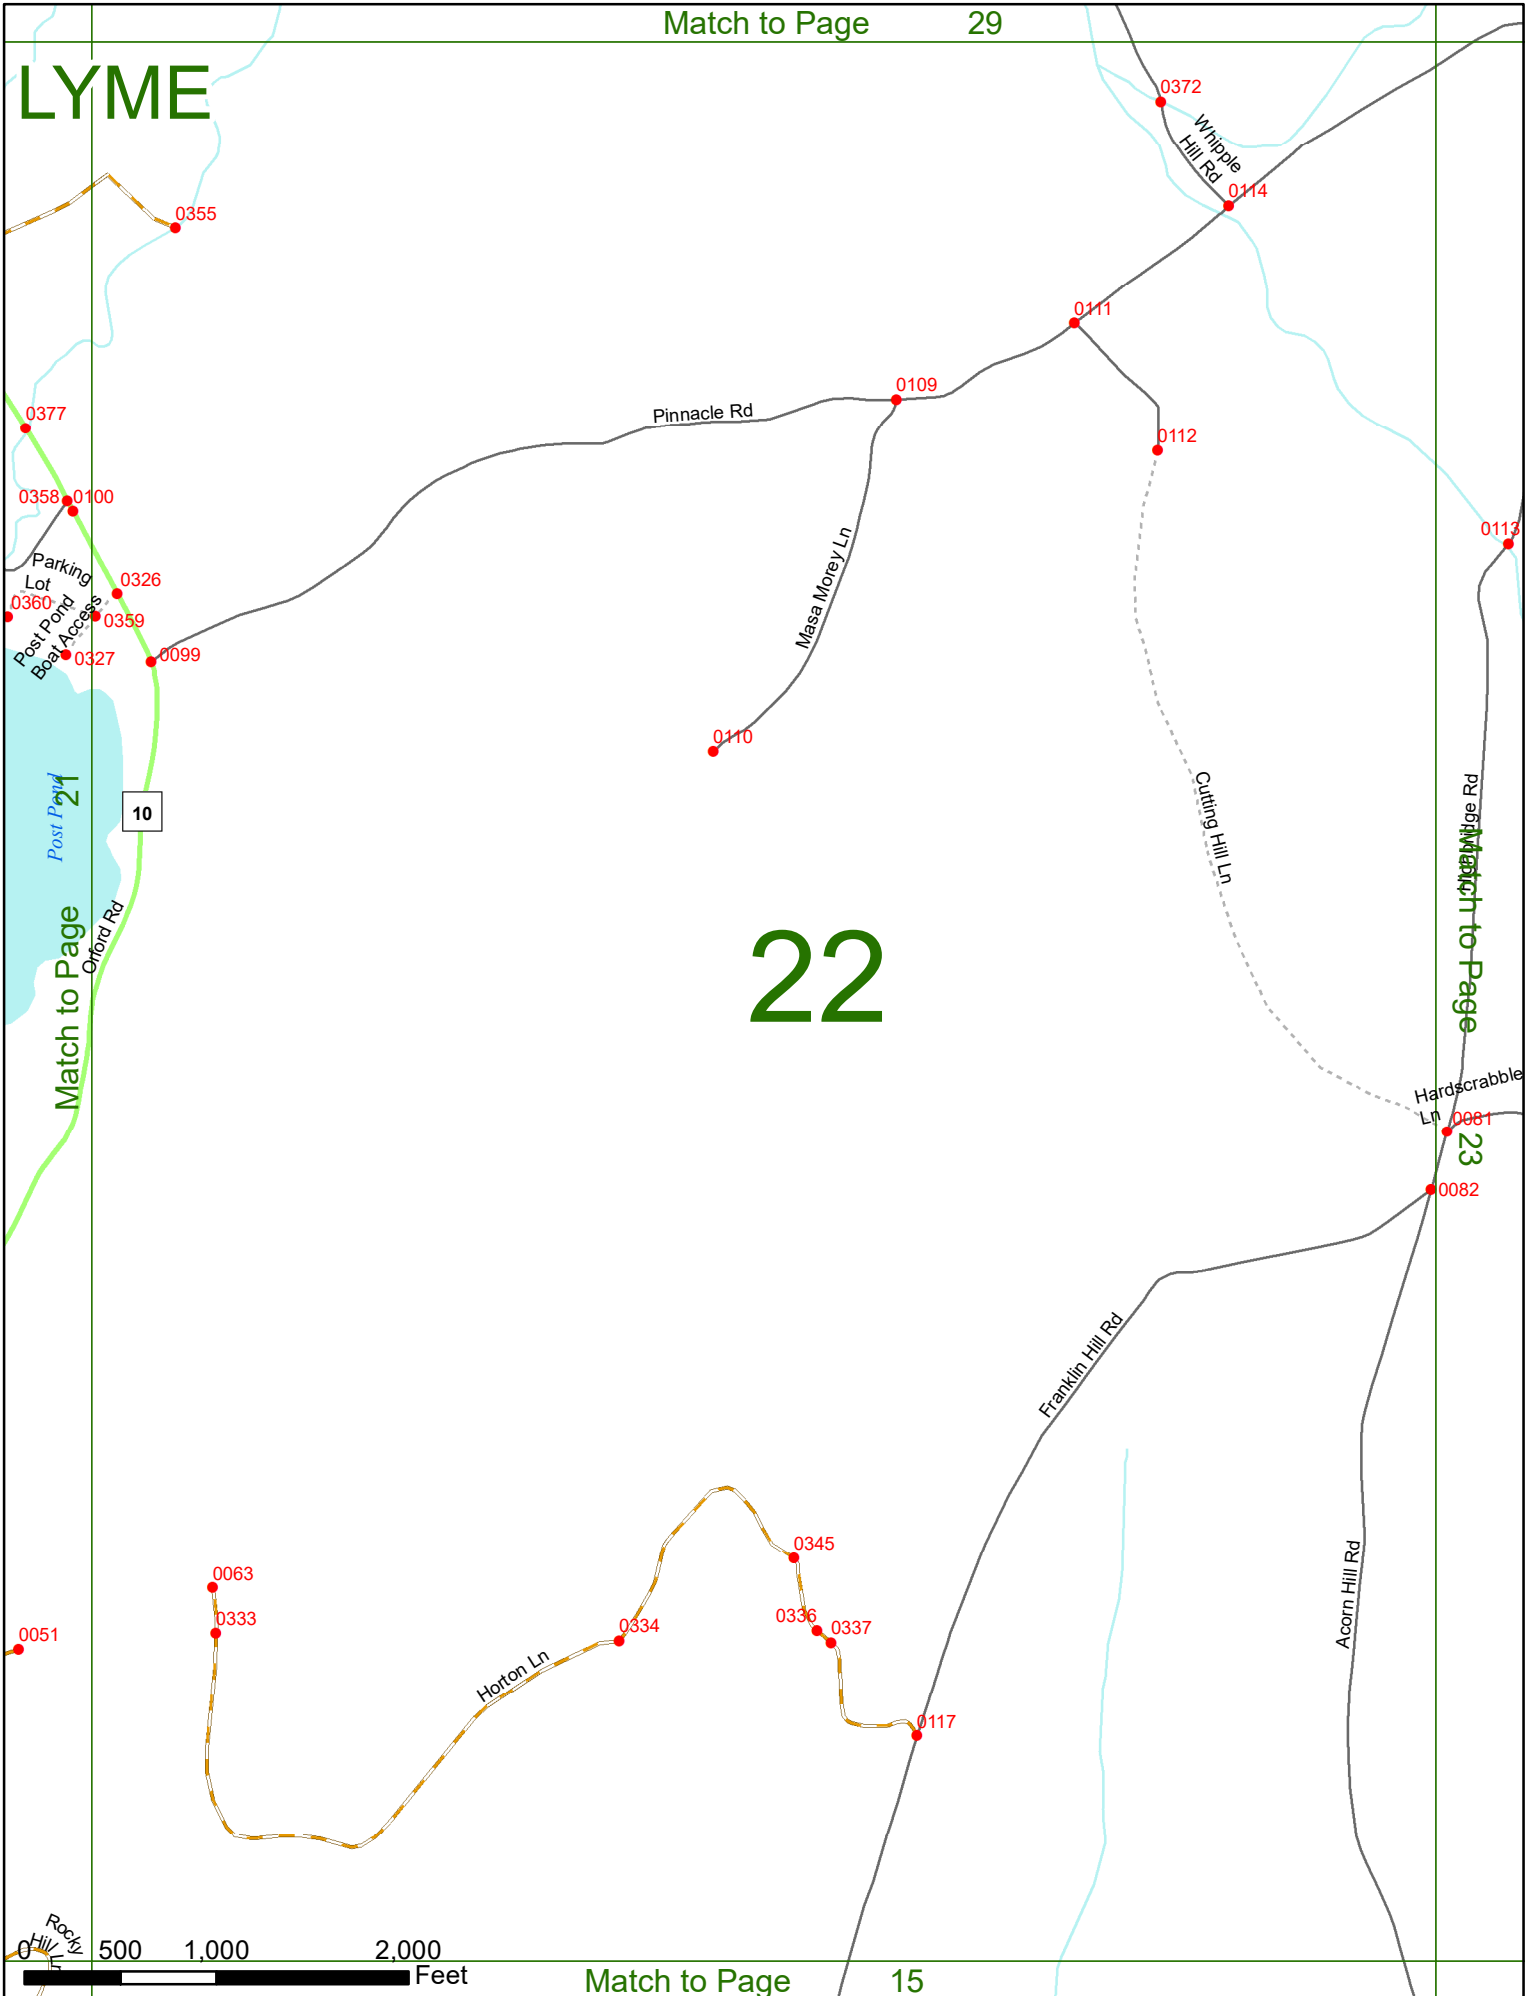 Match to Page 29
LYME
0372
Whipple
Hill Rd
0114
0355
0111
0109
0377
Pinnacle Rd
0112
0358
0100
0113
Parking
Lot
0326
0360
0359
Post Pond
Boat Access
0327
0099
Masa Morey Ln
0110
Post Pond
10
Match to Page 21
Orford Rd
Cutting Hill Ln
22
Match to Page 23
Hardscrabble
Ln
0081
0082
Franklin Hill Rd
Acorn Hill Rd
0345
0063
0333
0336
0337
0334
0051
Horton Ln
0117
Rocky
Hill Ln
0 500 1,000 2,000
Feet
Match to Page 15